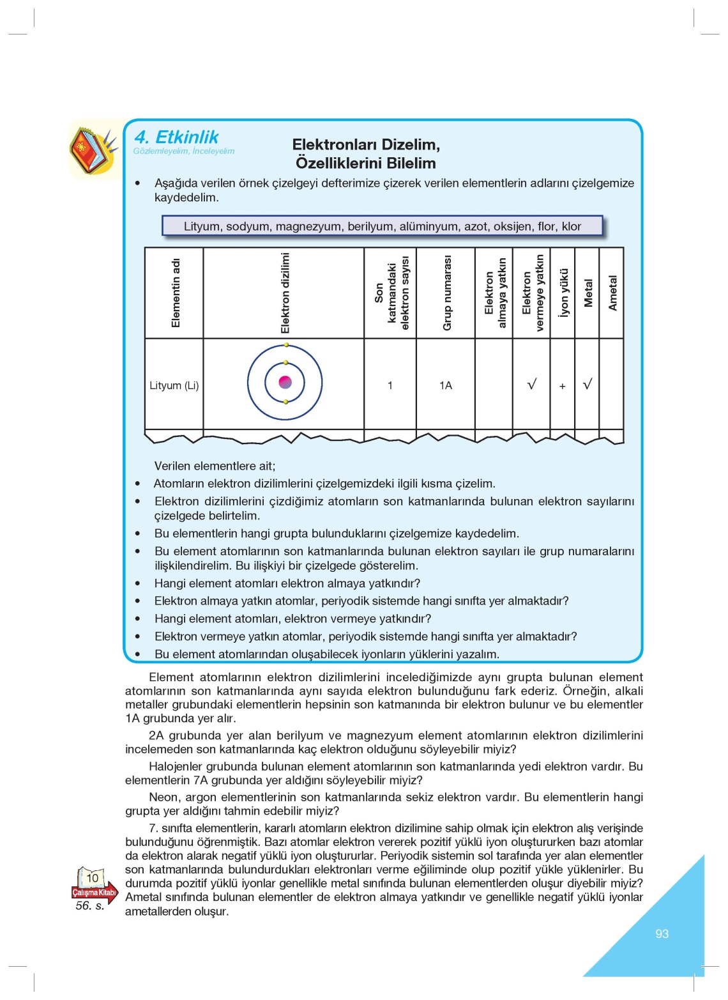 4. Etkinlik
Gözlemleyelim, İnceleyelim
Elektronları Dizelim,
Özelliklerini Bilelim
• Aşağıda verilen örnek çizelgeyi defterimize çizerek verilen elementlerin adlarını çizelgemize
kaydedelim.
Lityum, sodyum, magnezyum, berilyum, alüminyum, azot, oksijen, flor, klor
Elementin adı
Elektron dizilimi
Son
katmandaki
elektron sayısı
Grup numarası
Elektron
almaya yatkın
Elektron
vermeye yatkın
İyon yükü
Metal
Ametal
Lityum (Li)
1
1A
√
+
√
Verilen elementlere ait;
• Atomların elektron dizilimlerini çizelgemizdeki ilgili kısma çizelim.
• Elektron dizilimlerini çizdiğimiz atomların son katmanlarında bulunan elektron sayılarını
çizelgede belirtelim.
• Bu elementlerin hangi grupta bulunduklarını çizelgemize kaydedelim.
• Bu element atomlarının son katmanlarında bulunan elektron sayıları ile grup numaralarını
ilişkilendirelim. Bu ilişkiyi bir çizelgede gösterelim.
• Hangi element atomları elektron almaya yatkındır?
• Elektron almaya yatkın atomlar, periyodik sistemde hangi sınıfta yer almaktadır?
• Hangi element atomları, elektron vermeye yatkındır?
• Elektron vermeye yatkın atomlar, periyodik sistemde hangi sınıfta yer almaktadır?
• Bu element atomlarından oluşabilecek iyonların yüklerini yazalım.
Element atomlarının elektron dizilimlerini incelediğimizde aynı grupta bulunan element
atomlarının son katmanlarında aynı sayıda elektron bulunduğunu fark ederiz. Örneğin, alkali
metaller grubundaki elementlerin hepsinin son katmanında bir elektron bulunur ve bu elementler
1A grubunda yer alır.
2A grubunda yer alan berilyum ve magnezyum element atomlarının elektron dizilimlerini
incelemeden son katmanlarında kaç elektron olduğunu söyleyebilir miyiz?
Halojenler grubunda bulunan element atomlarının son katmanlarında yedi elektron vardır. Bu
elementlerin 7A grubunda yer aldığını söyleyebilir miyiz?
Neon, argon elementlerinin son katmanlarında sekiz elektron vardır. Bu elementlerin hangi
grupta yer aldığını tahmin edebilir miyiz?
7. sınıfta elementlerin, kararlı atomların elektron dizilimine sahip olmak için elektron alış verişinde
bulunduğunu öğrenmiştik. Bazı atomlar elektron vererek pozitif yüklü iyon oluştururken bazı atomlar
da elektron alarak negatif yüklü iyon oluştururlar. Periyodik sistemin sol tarafında yer alan elementler
son katmanlarında bulundurdukları elektronları verme eğiliminde olup pozitif yükle yüklenirler. Bu
durumda pozitif yüklü iyonlar genellikle metal sınıfında bulunan elementlerden oluşur diyebilir miyiz?
Ametal sınıfında bulunan elementler de elektron almaya yatkındır ve genellikle negatif yüklü iyonlar
ametallerden oluşur.
10
Çalışma Kitabı
56. s.
93